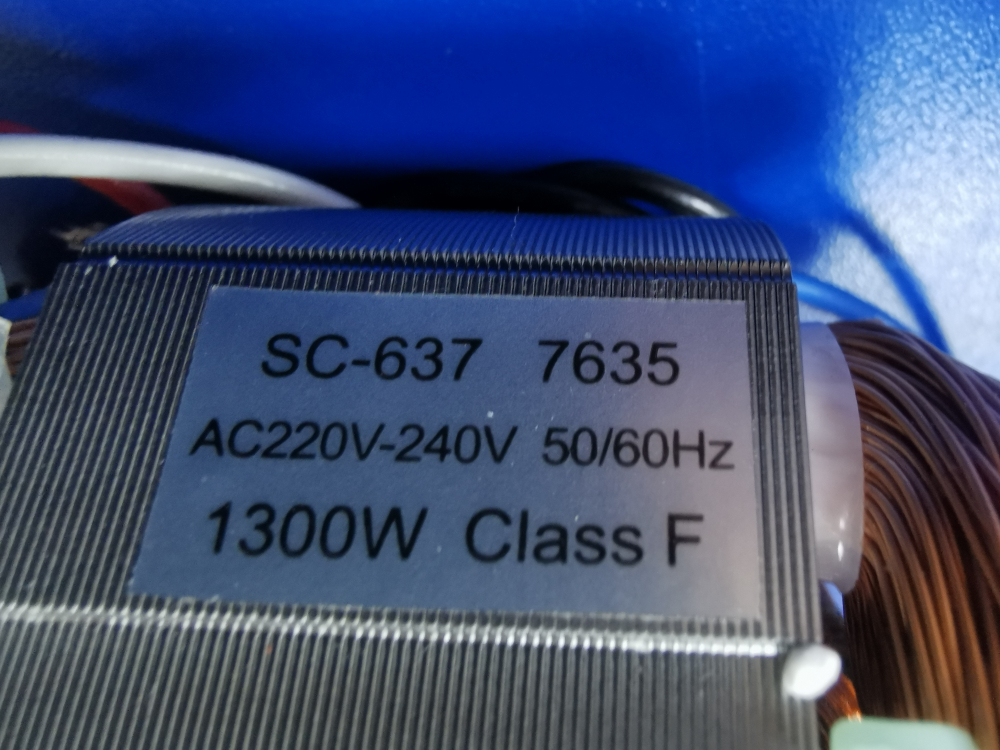 SC-637 7635
AC220V-240V 50/60Hz
1300W Class F